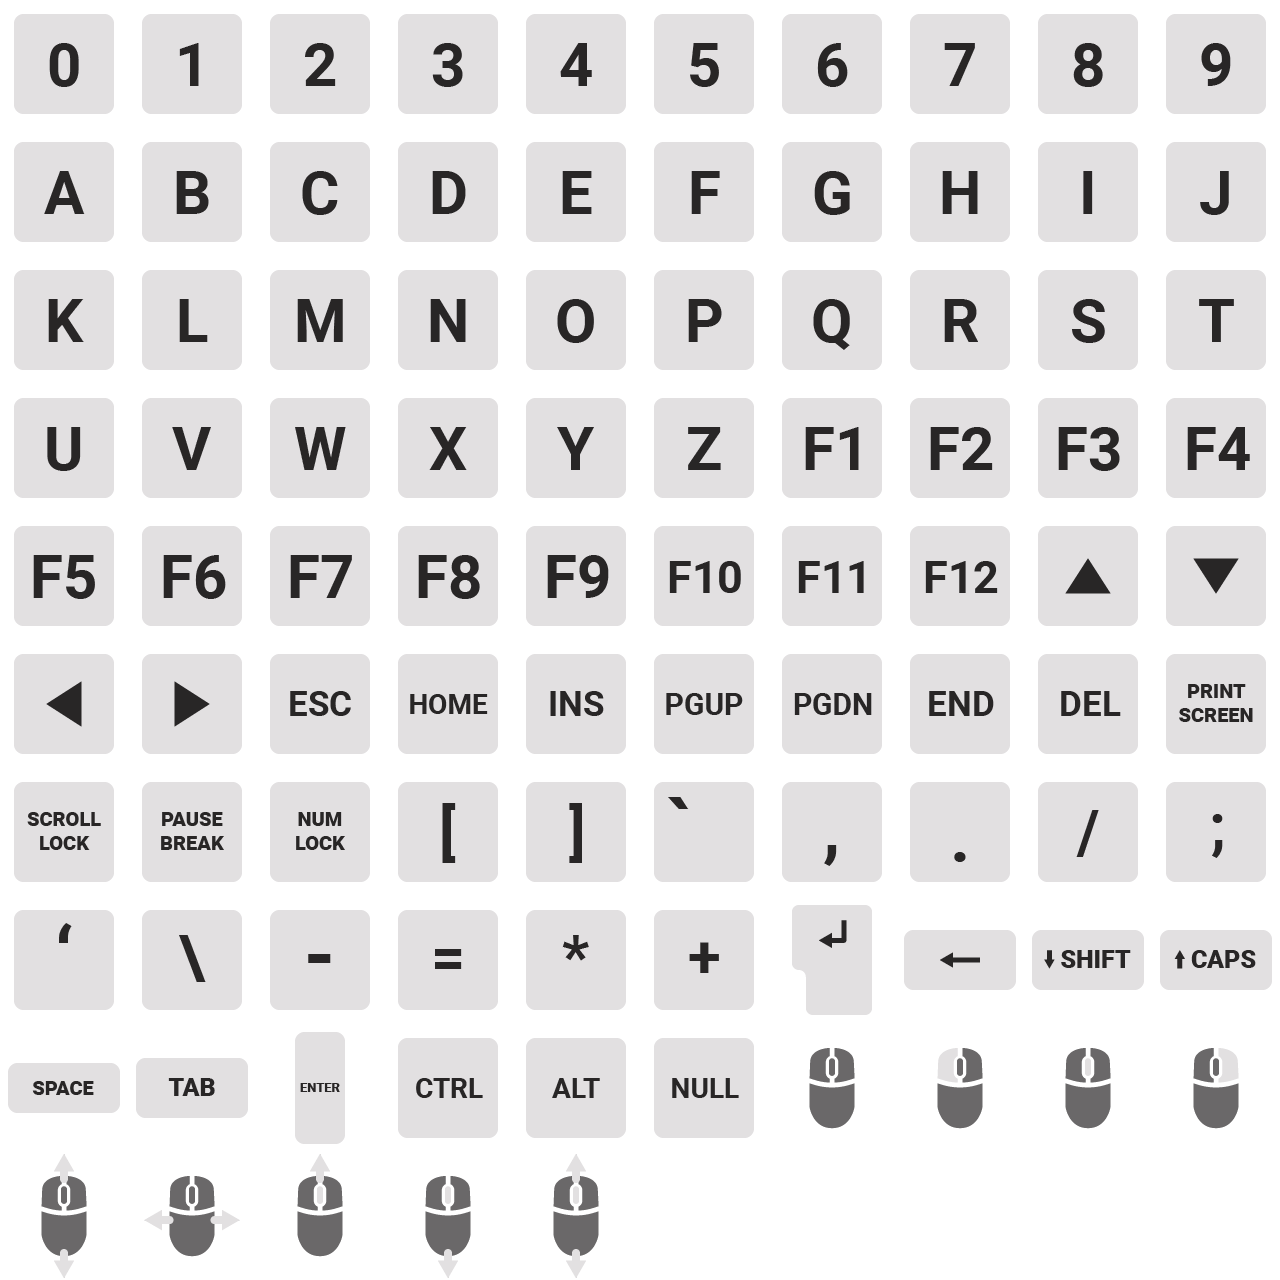 0 1 2 3 4 5 6 7 8 9
A B C D E F G H I J
K L M N O P Q R S T
U V W X Y Z F1 F2 F3 F4
F5 F6 F7 F8 F9 F10 F11 F12 ▲ ▼
◀ ▶ ESC HOME INS PGUP PGDN END DEL PRINT
SCREEN
SCROLL
LOCK
PAUSE
BREAK
NUM
LOCK
[ ] ` , . / ;
‘ \ - = * + ↵ ← ⬇ SHIFT ⬆ CAPS
SPACE TAB ENTER CTRL ALT NULL